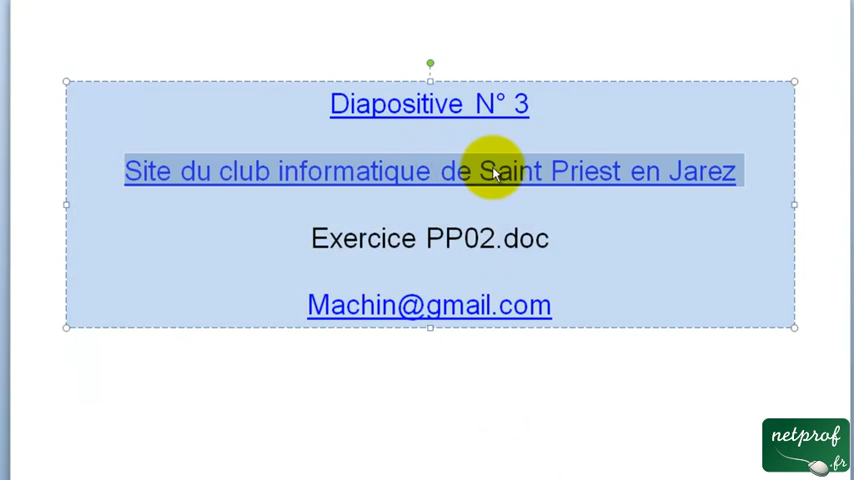 Diapositive N° 3
Site du club informatique de Saint Priest en Jarez
Exercice PP02.doc
Machin@gmail.com
netprof
.fr